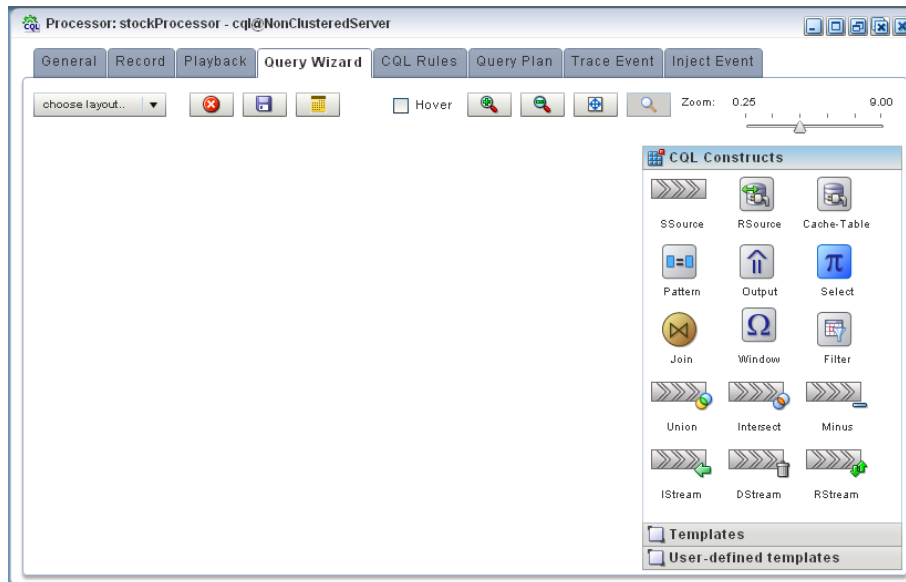 CQL Processor: stockProcessor - cql@NonClusteredServer
General Record Playback Query Wizard CQL Rules Query Plan Trace Event Inject Event
choose layout.. Hover Zoom: 0.25 9.00
CQL Constructs
SSource RSource Cache-Table
Pattern Output Select
Join Window Filter
Union Intersect Minus
IStream DStream RStream
Templates
User-defined templates